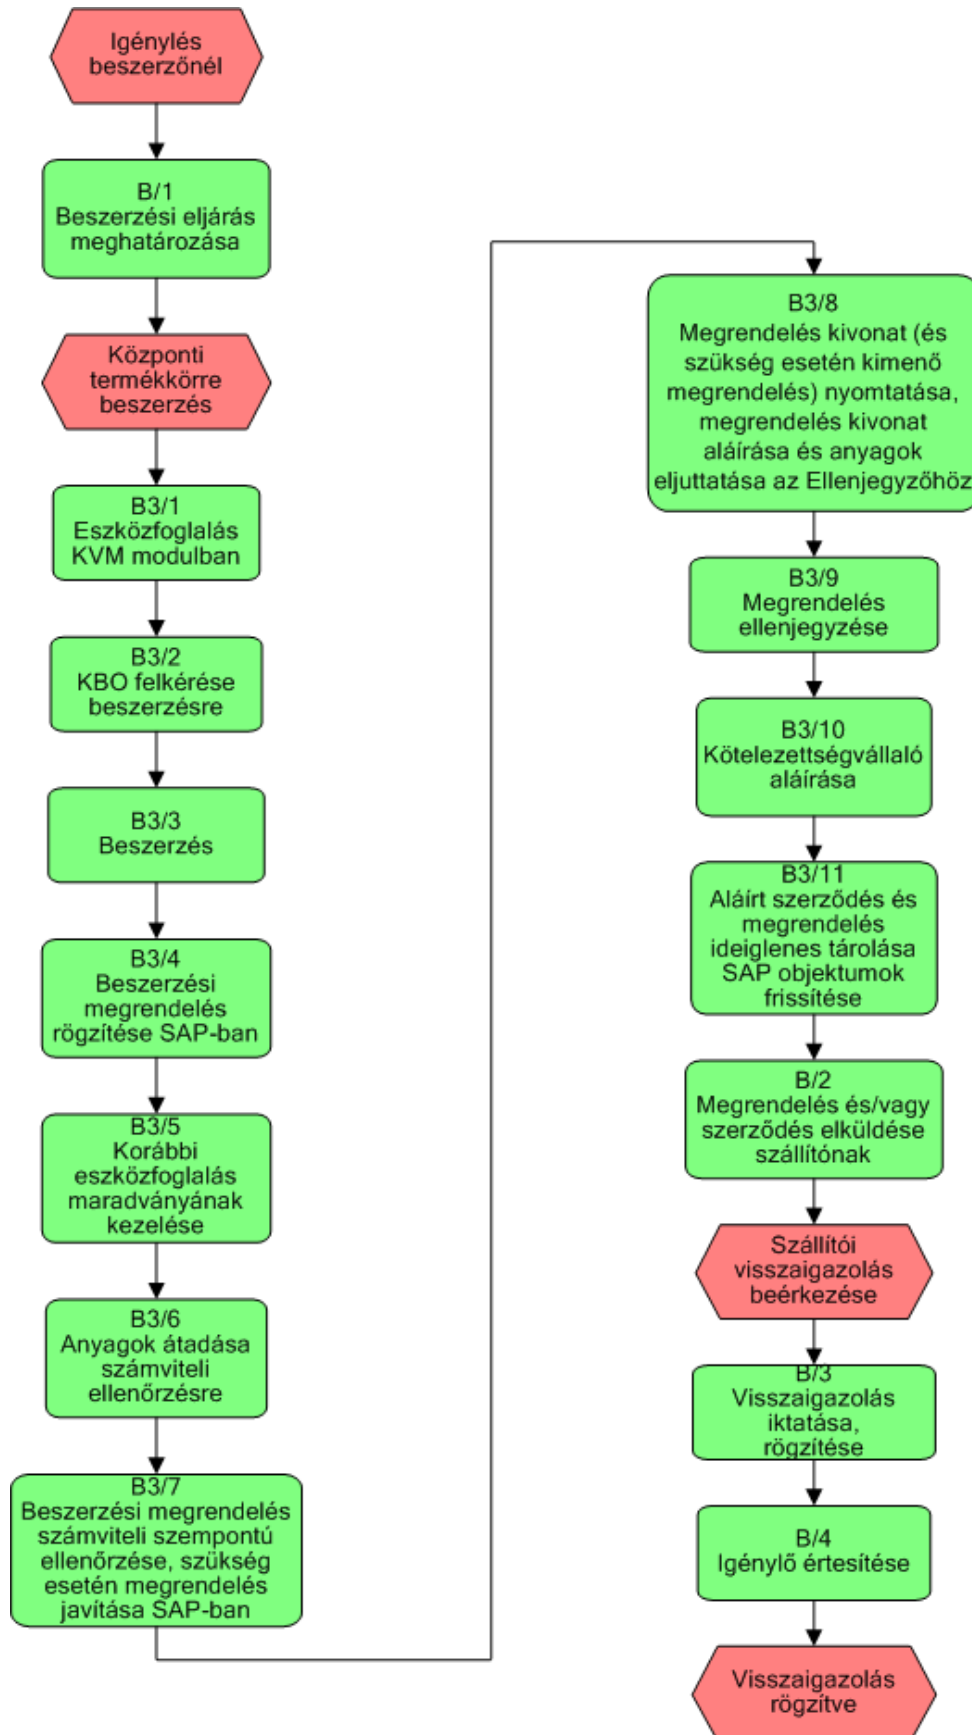 Igénylés
beszerzőnél
B/1
Beszerzési eljárás
meghatározása
Központi
termékkörre
beszerzés
B3/1
Eszközfoglalás
KVM modulban
B3/2
KBO felkérése
beszerzésre
B3/3
Beszerzés
B3/4
Beszerzési
megrendelés
rögzítése SAP-ban
B3/5
Korábbi
eszközfoglalás
maradványának
kezelése
B3/6
Anyagok átadása
számviteli
ellenőrzésre
B3/7
Beszerzési megrendelés
számviteli szempontú
ellenőrzése, szükség
esetén megrendelés
javítása SAP-ban
B3/8
Megrendelés kivonat (és
szükség esetén kimenő
megrendelés) nyomtatása,
megrendelés kivonat
aláírása és anyagok
eljuttatása az Ellenjegyzőhöz
B3/9
Megrendelés
ellenjegyzése
B3/10
Kötelezettségvállaló
aláírása
B3/11
Aláírt szerződés és
megrendelés
ideiglenes tárolása
SAP objektumok
frissítése
B/2
Megrendelés és/vagy
szerződés elküldése
szállítónak
Szállítói
visszaigazolás
beérkezése
B/3
Visszaigazolás
iktatása,
rögzítése
B/4
Igénylő értesítése
Visszaigazolás
rögzítve